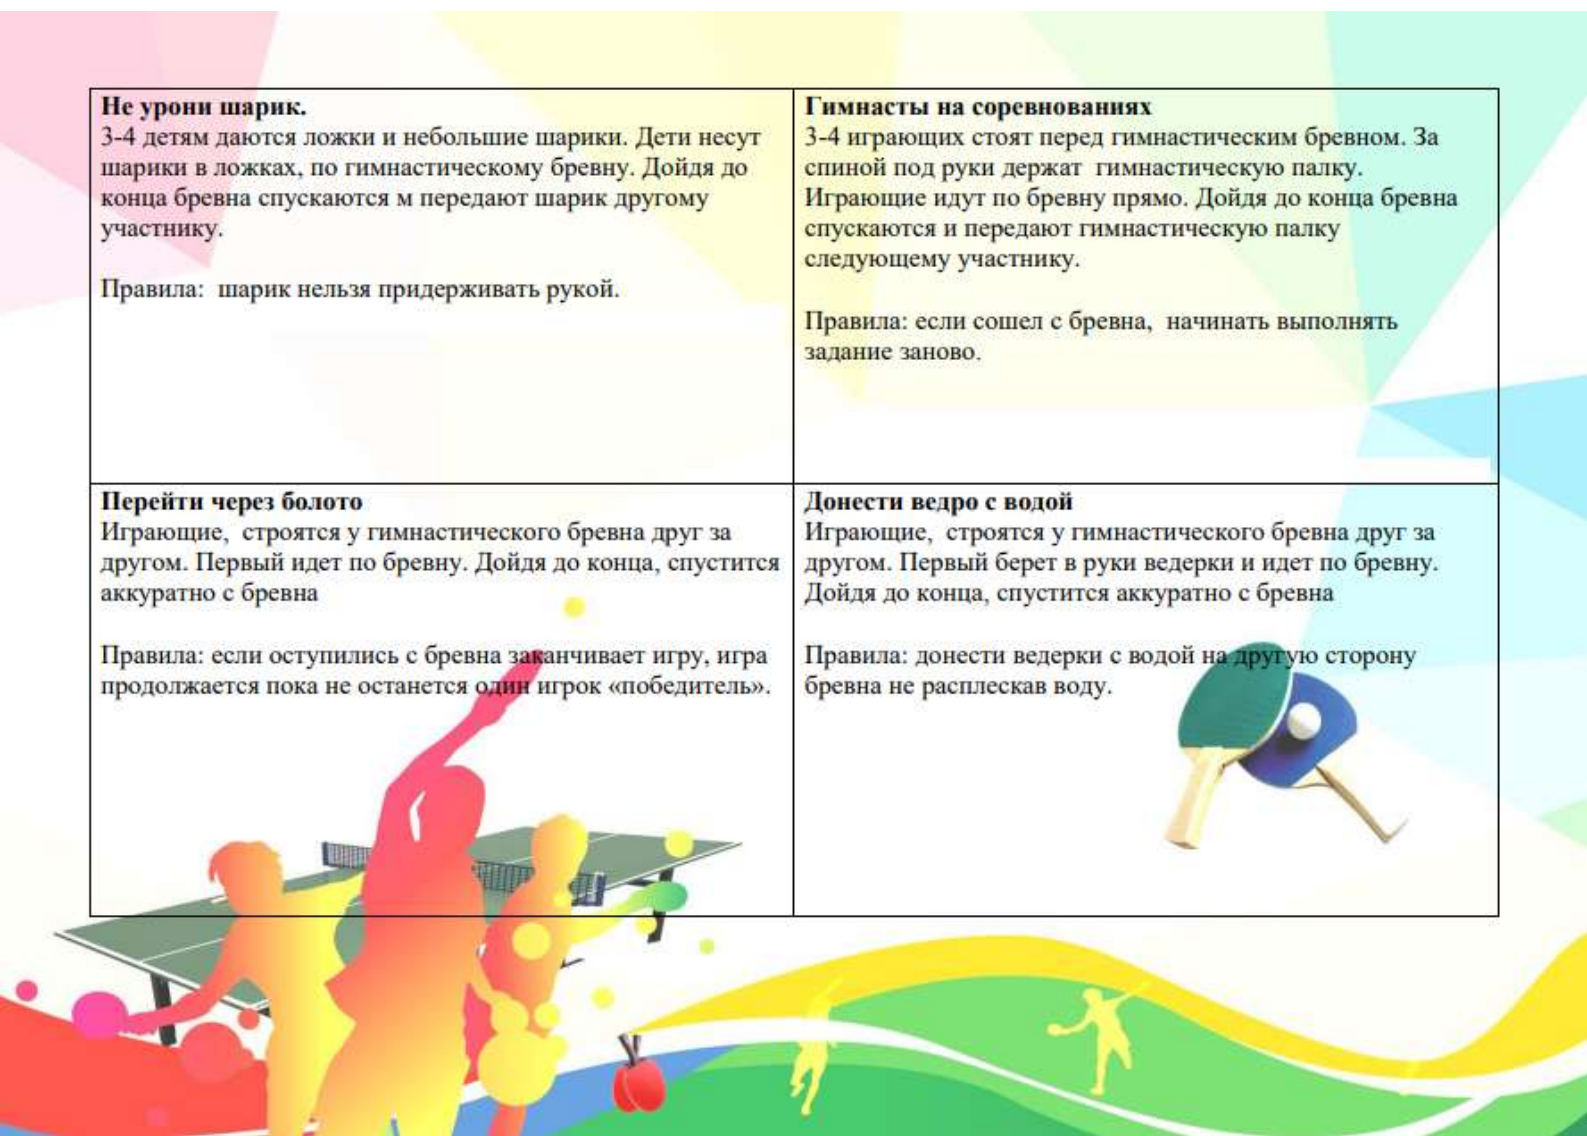 Не урони шарик.
3-4 детям даются ложки и небольшие шарики. Дети несут
шарики в ложках, по гимнастическому бревну. Дойдя до
конца бревна спускаются м передают шарик другому
участнику.
Правила:  шарик нельзя придерживать рукой.
Гимнасты на соревнованиях
3-4 играющих стоят перед гимнастическим бревном. За
спиной под руки держат  гимнастическую палку.
Играющие идут по бревну прямо. Дойдя до конца бревна
спускаются и передают гимнастическую палку
следующему участнику.
Правила: если сошел с бревна,  начинать выполнять
задание заново.
Перейти через болото
Играющие,  строятся у гимнастического бревна друг за
другом. Первый идет по бревну. Дойдя до конца, спустится
аккуратно с бревна
Правила: если оступились с бревна заканчивает игру, игра
продолжается пока не останется один игрок «победитель».
Донести ведро с водой
Играющие,  строятся у гимнастического бревна друг за
другом. Первый берет в руки ведерки и идет по бревну.
Дойдя до конца, спустится аккуратно с бревна
Правила: донести ведерки с водой на другую сторону
бревна не расплескав воду.